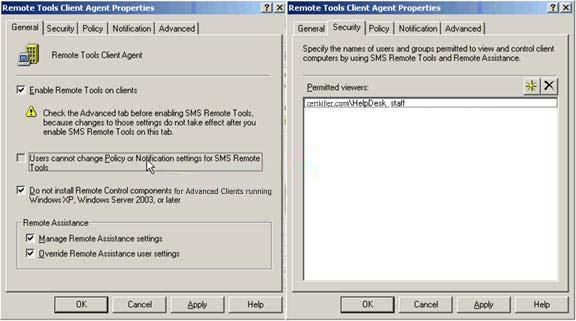 Remote Tools Client Agent Properties
General
Security
Policy
Notification
Advanced
Remote Tools Client Agent
Enable Remote Tools on clients
Check the Advanced tab before enabling SMS Remote Tools,
because changes to those settings do not take effect after you
enable SMS Remote Tools on this tab.
Users cannot change Policy or Notification settings for SMS Remote
Tools
Do not install Remote Control components for Advanced Clients running
Windows XP, Windows Server 2003, or later
Remote Assistance
Manage Remote Assistance settings
Override Remote Assistance user settings
OK
Cancel
Apply
Help
Remote Tools Client Agent Properties
General
Security
Policy
Notification
Advanced
Specify the names of users and groups permitted to view and control client
computers by using SMS Remote Tools and Remote Assistance.
Permitted viewers:
certkiller.com\HelpDesk_staff
OK
Cancel
Apply
Help